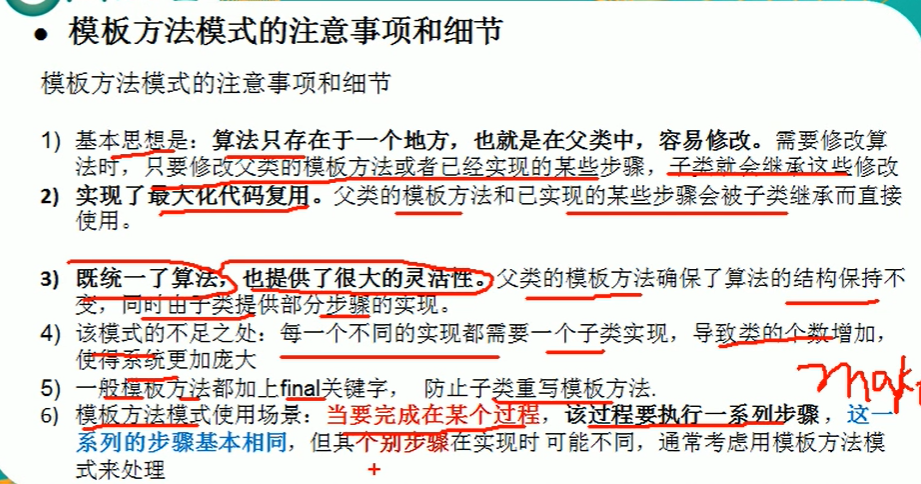 ● 模板方法模式的注意事项和细节
模板方法模式的注意事项和细节
1) 基本思想是：算法只存在于一个地方，也就是在父类中，容易修改。需要修改算
法时，只要修改父类的模板方法或者已经实现的某些步骤，子类就会继承这些修改
2) 实现了最大化代码复用。父类的模板方法和已实现的某些步骤会被子类继承而直接
使用。
3) 既统一了算法，也提供了很大的灵活性。父类的模板方法确保了算法的结构保持不
变，同时由子类提供部分步骤的实现。
4) 该模式的不足之处：每一个不同的实现都需要一个子类实现，导致类的个数增加，
使得系统更加庞大
5) 一般模板方法都加上final关键字， 防止子类重写模板方法.
6) 模板方法模式使用场景：当要完成在某个过程，该过程要执行一系列步骤 ，这一
系列的步骤基本相同，但其个别步骤在实现时 可能不同，通常考虑用模板方法模
式来处理